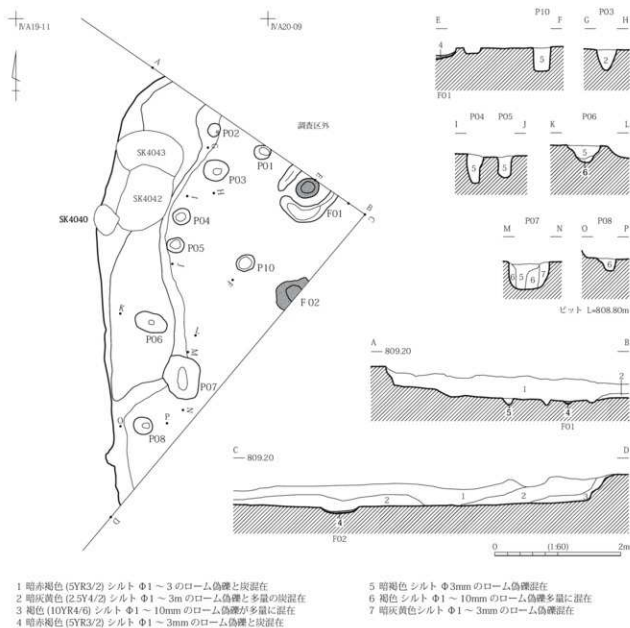 IVA19-11
IVA20-09
A
調査区外
P02
G
P01
SK4043
P03
E
H
F01
B
C
I
SK4042
SK4040
P04
P05
J
P10
F
F02
K
P06
L
M
P07
N
O
P
P08
D
P10
P03
E
F
G
H
4
5
2
F01
P04
P05
P06
I
J
K
L
5
5
5
6
P07
P08
M
N
O
P
6
5
6
7
6
ピット L=808.80m
A
B
809.20
2
1
5
4
F01
C
D
809.20
2
1
2
3
4
F02
0
(1:60)
2m
1 暗赤褐色 (5YR3/2) シルト Φ1 ~ 3 のローム偽礫と炭混在
2 暗灰黄色 (2.5Y4/2) シルト Φ1 ~ 3m のローム偽礫と多量の炭混在
3 褐色 (10YR4/6) シルト Φ1 ~ 10mm のローム偽礫が多量に混在
4 暗赤褐色 (5YR3/2) シルト Φ1 ~ 3mm のローム偽礫と炭混在
5 暗褐色 シルト Φ3mm のローム偽礫混在
6 褐色 シルト Φ1 ~ 10mm のローム偽礫多量に混在
7 暗灰黄色シルト Φ1 ~ 3mm のローム偽礫混在